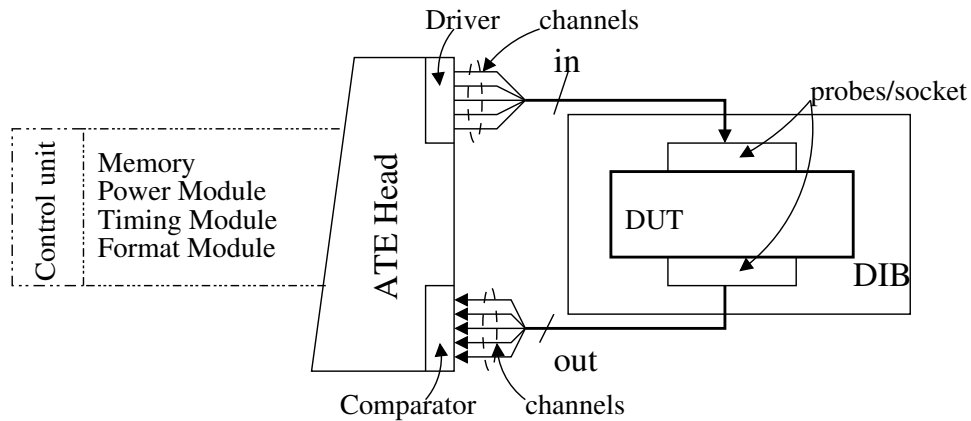 Driver
channels
in
probes/socket
Control unit
Memory
Power Module
Timing Module
Format Module
ATE Head
DUT
DIB
out
Comparator
channels